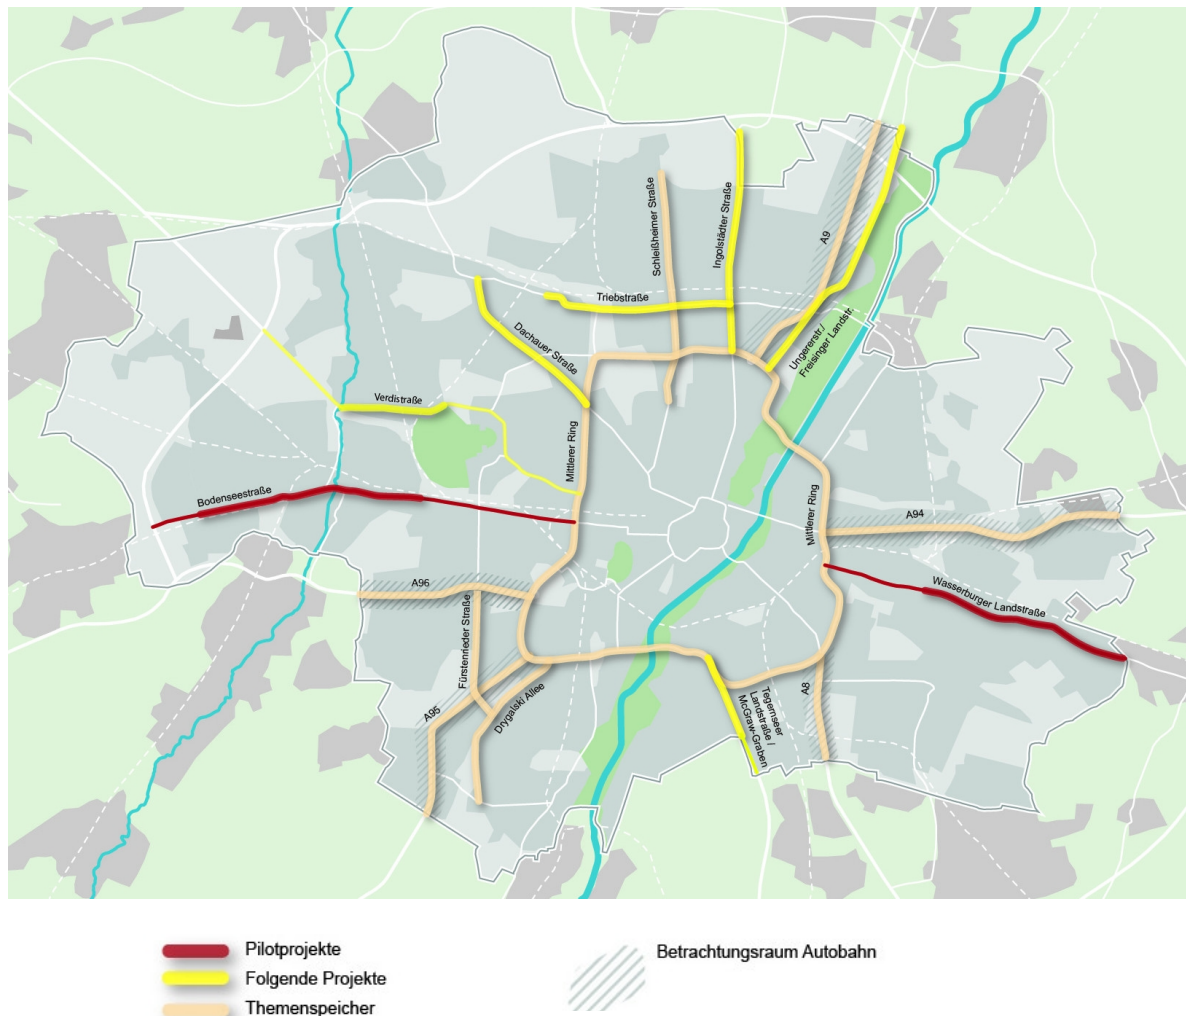 Schleißheimer Straße
Ingolstädter Straße
A9
Triebstraße
Dachauer Straße
Ungererstr./
Freisinger Landstr.
Verdistraße
Mittlerer Ring
Bodenseestraße
Mittlerer Ring
A94
A96
Wasserburger Landstraße
Fürstenrieder Straße
A95
Drygalski Allee
Tegernseer
Landstraße /
McGraw-Graben
A8
Pilotprojekte
Betrachtungsraum Autobahn
Folgende Projekte
Themenspeicher